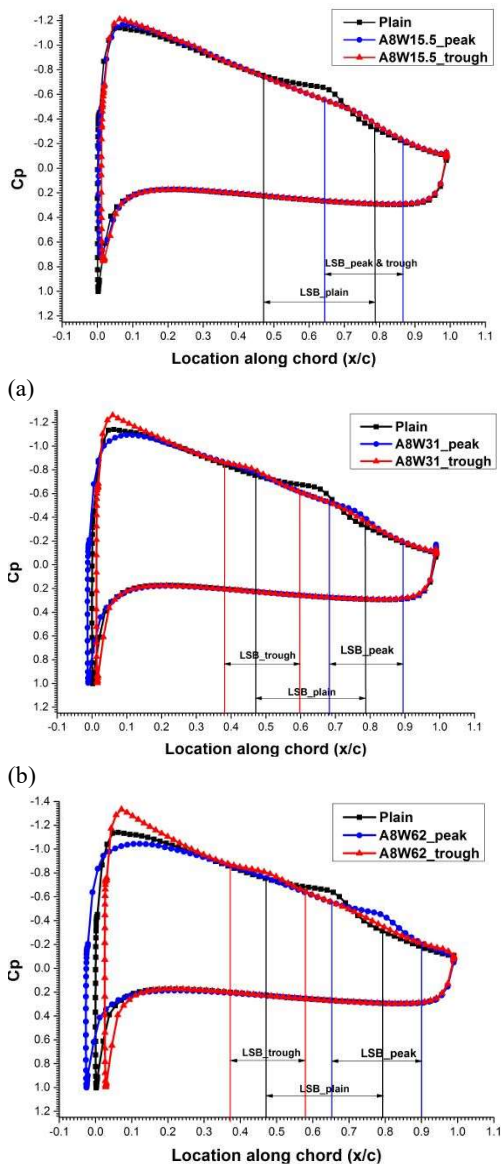 -1.2
-1.0
-0.8
-0.6
-0.4
-0.2
0.0
0.2
0.4
0.6
0.8
1.0
1.2
Cp
Plain
A8W15.5_peak
A8W15.5_trough
LSB_peak & trough
LSB_plain
-0.1 0.0 0.1 0.2 0.3 0.4 0.5 0.6 0.7 0.8 0.9 1.0 1.1
Location along chord (x/c)
(a)
-1.2
-1.0
-0.8
-0.6
-0.4
-0.2
0.0
0.2
0.4
0.6
0.8
1.0
1.2
Cp
Plain
A8W31_peak
A8W31_trough
LSB_trough
LSB_peak
LSB_plain
-0.1 0.0 0.1 0.2 0.3 0.4 0.5 0.6 0.7 0.8 0.9 1.0 1.1
Location along chord (x/c)
(b)
-1.4
-1.2
-1.0
-0.8
-0.6
-0.4
-0.2
0.0
0.2
0.4
0.6
0.8
1.0
1.2
Cp
Plain
A8W62_peak
A8W62_trough
LSB_trough
LSB_peak
LSB_plain
-0.1 0.0 0.1 0.2 0.3 0.4 0.5 0.6 0.7 0.8 0.9 1.0 1.1
Location along chord (x/c)